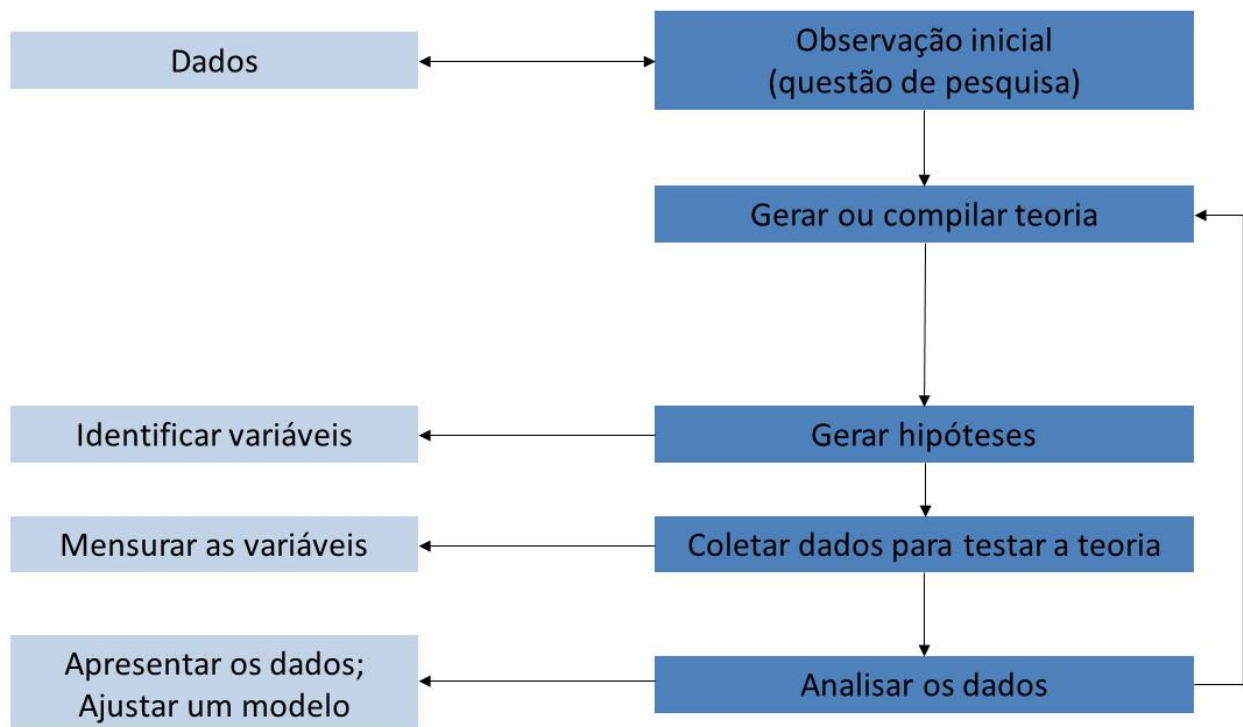 Dados
Observação inicial
(questão de pesquisa)
Gerar ou compilar teoria
Identificar variáveis
Gerar hipóteses
Mensurar as variáveis
Coletar dados para testar a teoria
Apresentar os dados;
Ajustar um modelo
Analisar os dados